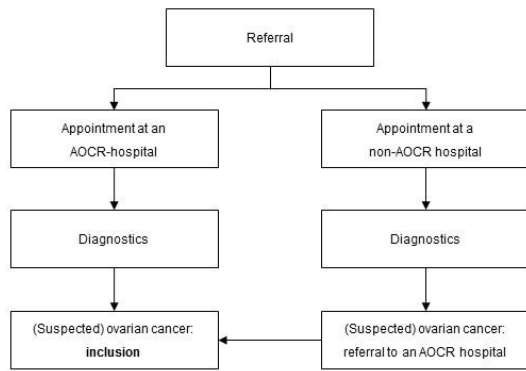 Referral
Appointment at an
AOCR-hospital
Appointment at a
non-AOCR hospital
Diagnostics
Diagnostics
(Suspected) ovarian cancer:
inclusion
(Suspected) ovarian cancer:
referral to an AOCR hospital